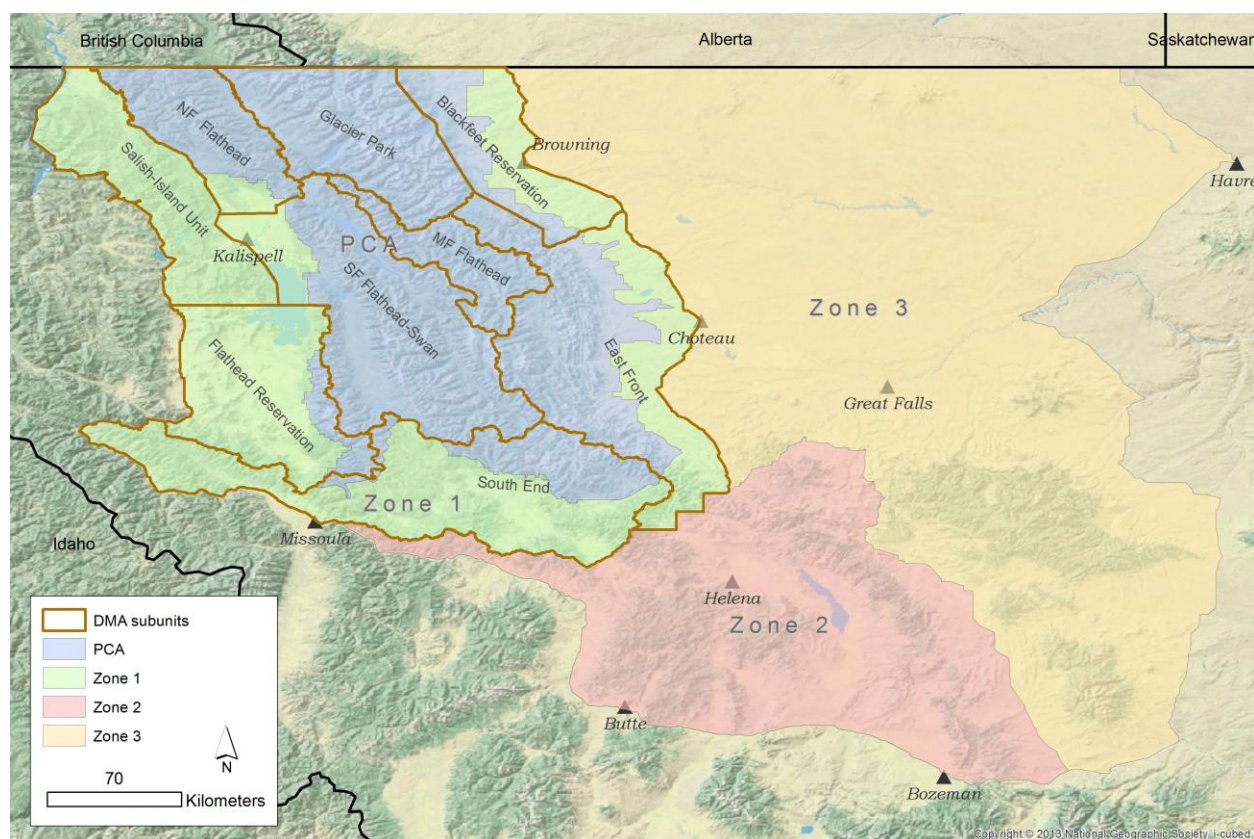 British Columbia
Alberta
Saskatchewan
NF Flathead
Glacier Park
Blackfeet Reservation
Browning
Havre
Salish-Island Unit
Kalispell
PCA
MF Flathead
SF Flathead-Swan
Zone 3
Choteau
East Front
Flathead Reservation
Great Falls
South End
Zone 1
Missoula
Idaho
Helena
Zone 2
Butte
Bozeman
DMA subunits
PCA
Zone 1
Zone 2
Zone 3
N
70
Kilometers
Copyright © 2013 National Geographic Society, i-cubed